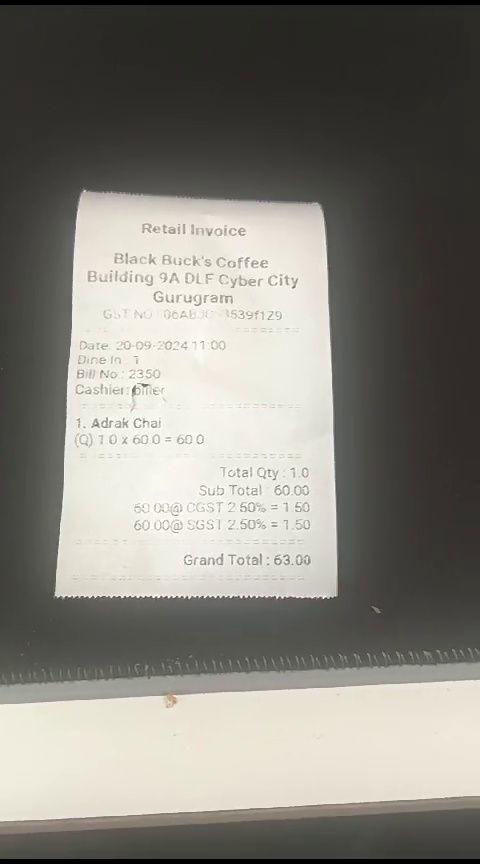 Retail Invoice
Black Buck's Coffee
Building 9A DLF Cyber City
Gurugram
GST NO
Date: 20-09-2024 11:00
Dine In : 1
Bill No.: 2350
Cashier: biller
1. Adrak Chai
(Q) 1.0 x 60.0 = 60.0
Total Qty : 1.0
Sub Total : 60.00
60.00@ CGST 2.50% = 1.50
60.00@ SGST 2.50% = 1.50
Grand Total : 63.00